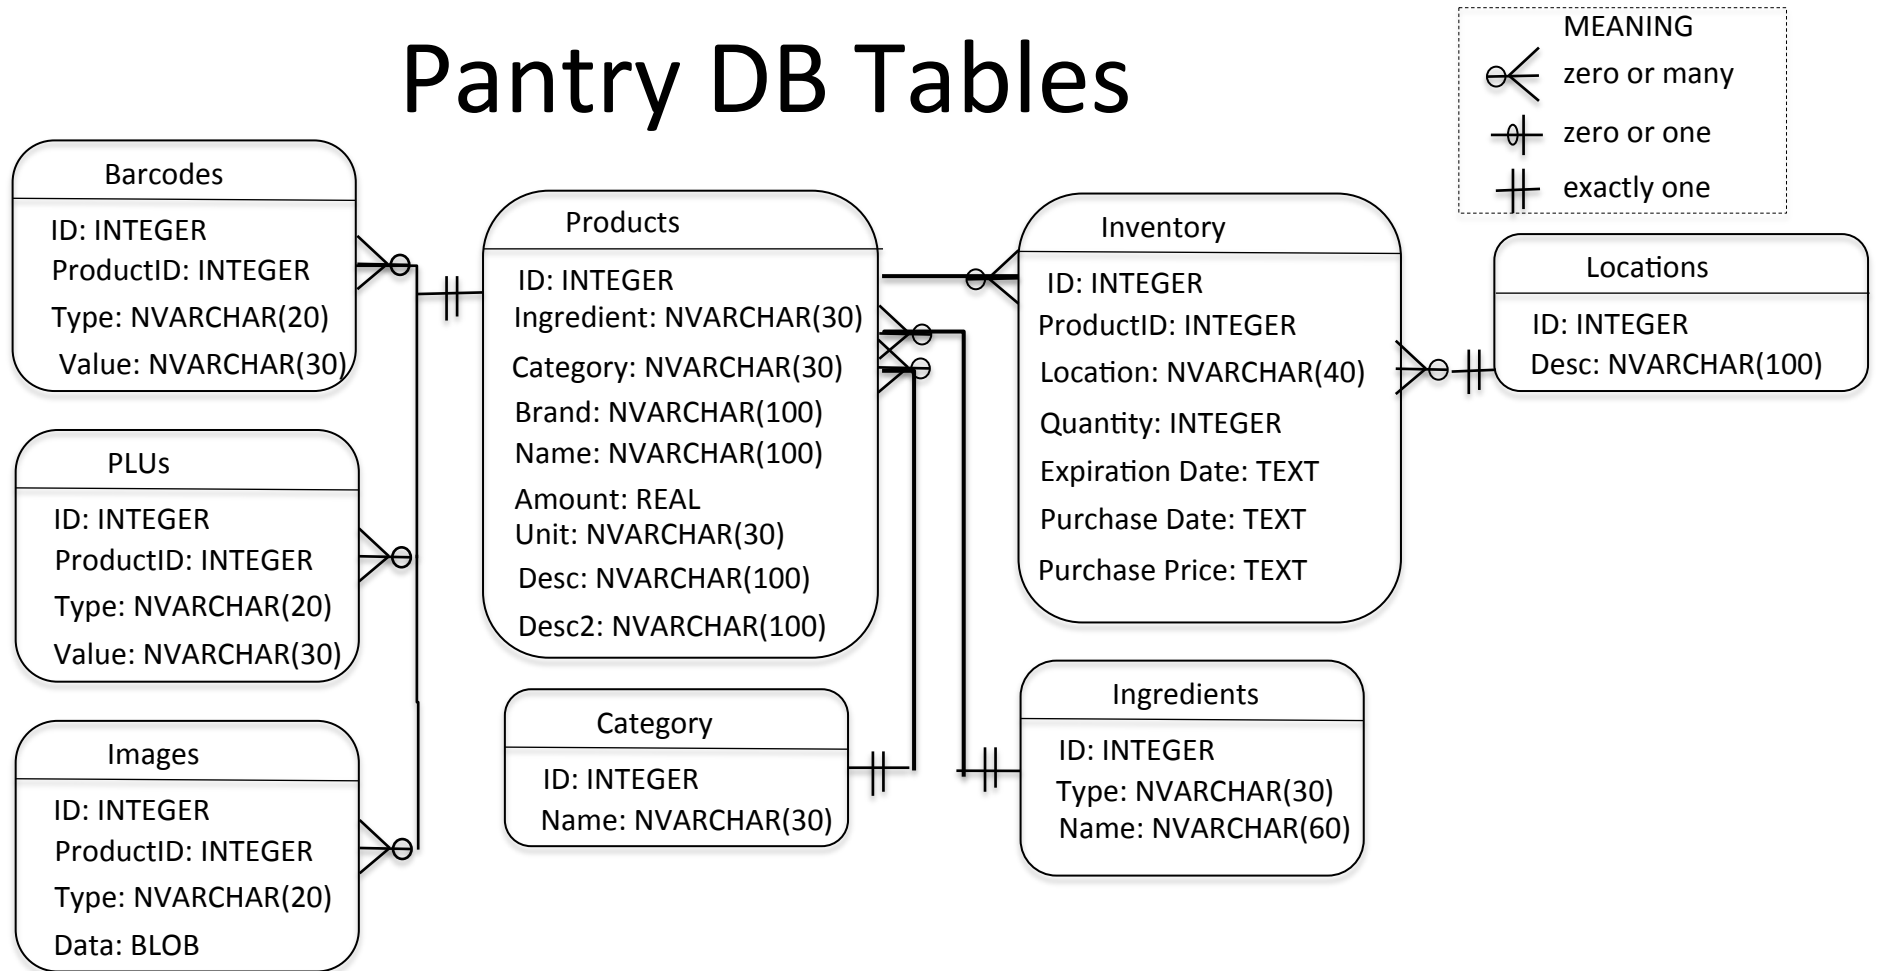 Pantry DB Tables
MEANING
zero or many
zero or one
exactly one
Barcodes
ID: INTEGER
ProductID: INTEGER
Type: NVARCHAR(20)
Value: NVARCHAR(30)
PLUs
ID: INTEGER
ProductID: INTEGER
Type: NVARCHAR(20)
Value: NVARCHAR(30)
Images
ID: INTEGER
ProductID: INTEGER
Type: NVARCHAR(20)
Data: BLOB
Products
ID: INTEGER
Ingredient: NVARCHAR(30)
Category: NVARCHAR(30)
Brand: NVARCHAR(100)
Name: NVARCHAR(100)
Amount: REAL
Unit: NVARCHAR(30)
Desc: NVARCHAR(100)
Desc2: NVARCHAR(100)
Category
ID: INTEGER
Name: NVARCHAR(30)
Inventory
ID: INTEGER
ProductID: INTEGER
Location: NVARCHAR(40)
Quantity: INTEGER
Expiration Date: TEXT
Purchase Date: TEXT
Purchase Price: TEXT
Ingredients
ID: INTEGER
Type: NVARCHAR(30)
Name: NVARCHAR(60)
Locations
ID: INTEGER
Desc: NVARCHAR(100)